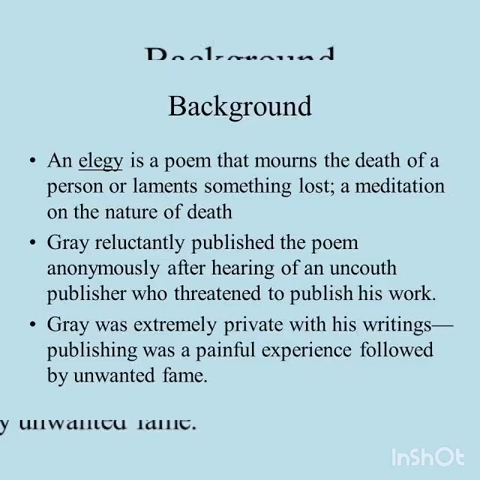 Background
Background
• An elegy is a poem that mourns the death of a
person or laments something lost; a meditation
on the nature of death
• Gray reluctantly published the poem
anonymously after hearing of an uncouth
publisher who threatened to publish his work.
• Gray was extremely private with his writings—
publishing was a painful experience followed
by unwanted fame.
y unwanted fame.
InShOt